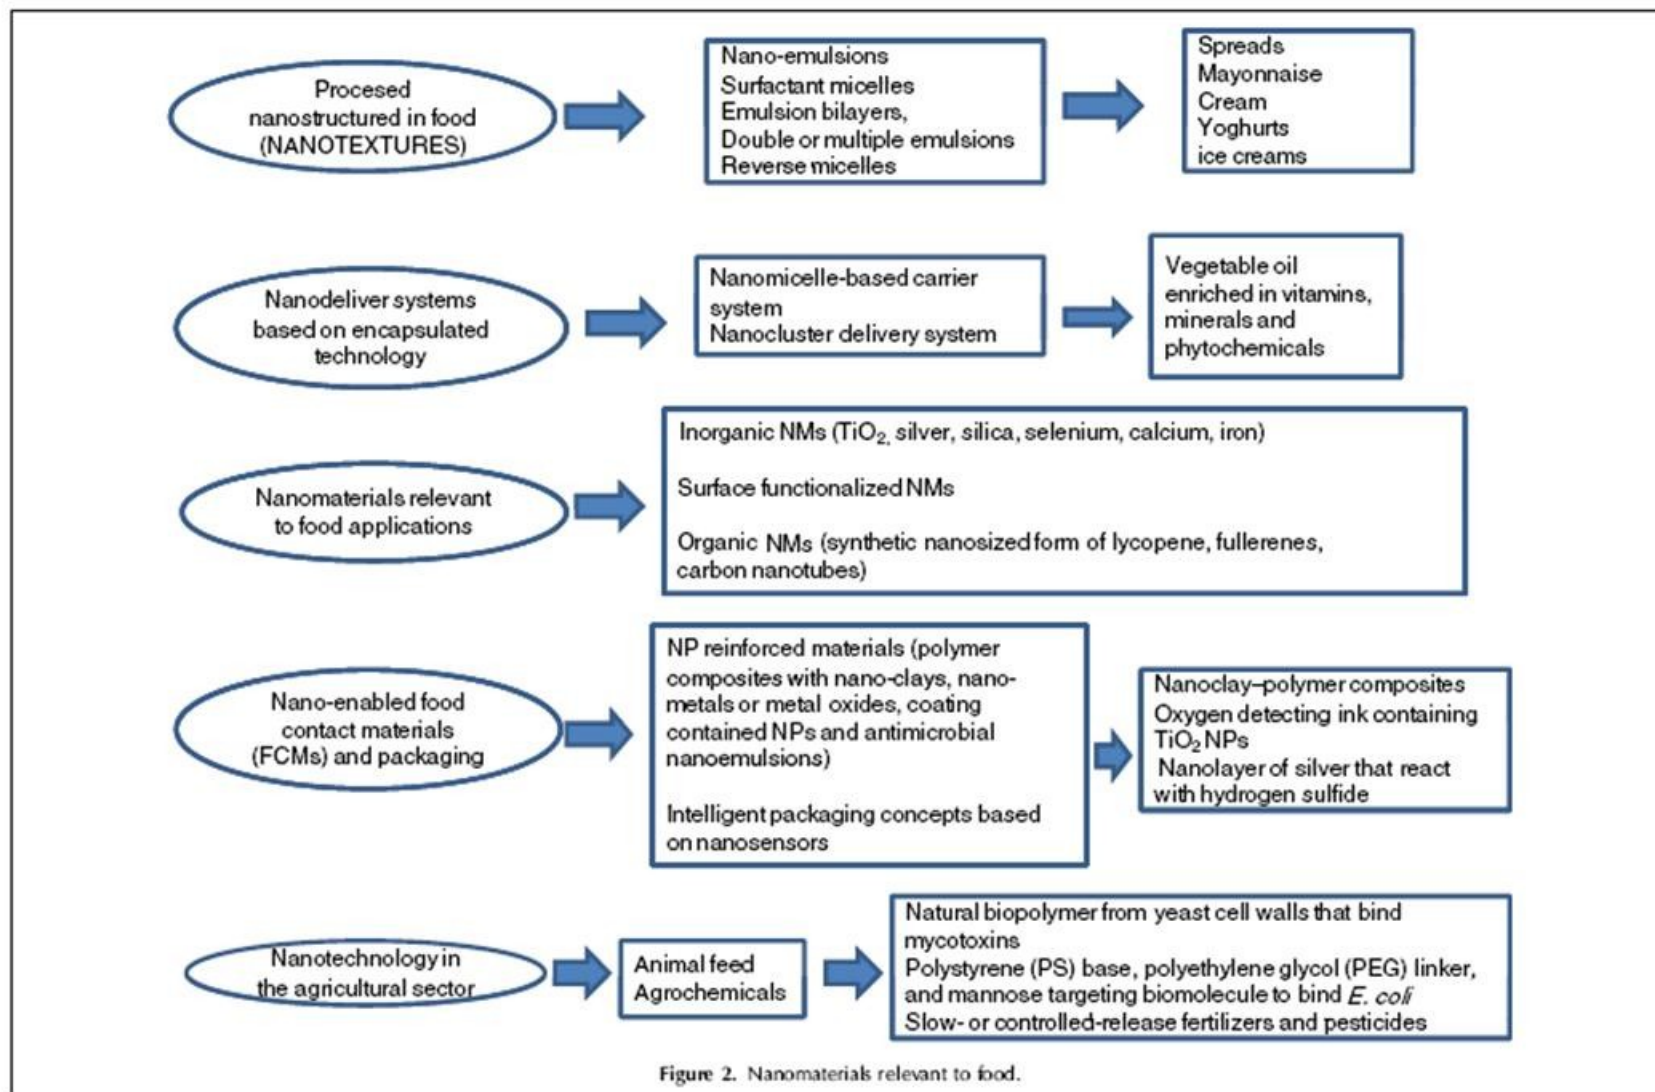 Procesed
nanostructured in food
(NANOTEXTURES)
Nano-emulsions
Surfactant micelles
Emulsion bilayers,
Double or multiple emulsions
Reverse micelles
Spreads
Mayonnaise
Cream
Yoghurts
ice creams
Nanodeliver systems
based on encapsulated
technology
Nanomicelle-based carrier
system
Nanocluster delivery system
Vegetable oil
enriched in vitamins,
minerals and
phytochemicals
Nanomaterials relevant
to food applications
Inorganic NMs (TiO₂, silver, silica, selenium, calcium, iron)
Surface functionalized NMs
Organic NMs (synthetic nanosized form of lycopene, fullerenes,
carbon nanotubes)
Nano-enabled food
contact materials
(FCMs) and packaging
NP reinforced materials (polymer
composites with nano-clays, nano-
metals or metal oxides, coating
contained NPs and antimicrobial
nanoemulsions)
Intelligent packaging concepts based
on nanosensors
Nanoclay–polymer composites
Oxygen detecting ink containing
TiO₂ NPs
Nanolayer of silver that react
with hydrogen sulfide
Nanotechnology in
the agricultural sector
Animal feed
Agrochemicals
Natural biopolymer from yeast cell walls that bind
mycotoxins
Polystyrene (PS) base, polyethylene glycol (PEG) linker,
and mannose targeting biomolecule to bind E. coli
Slow- or controlled-release fertilizers and pesticides
Figure 2. Nanomaterials relevant to food.